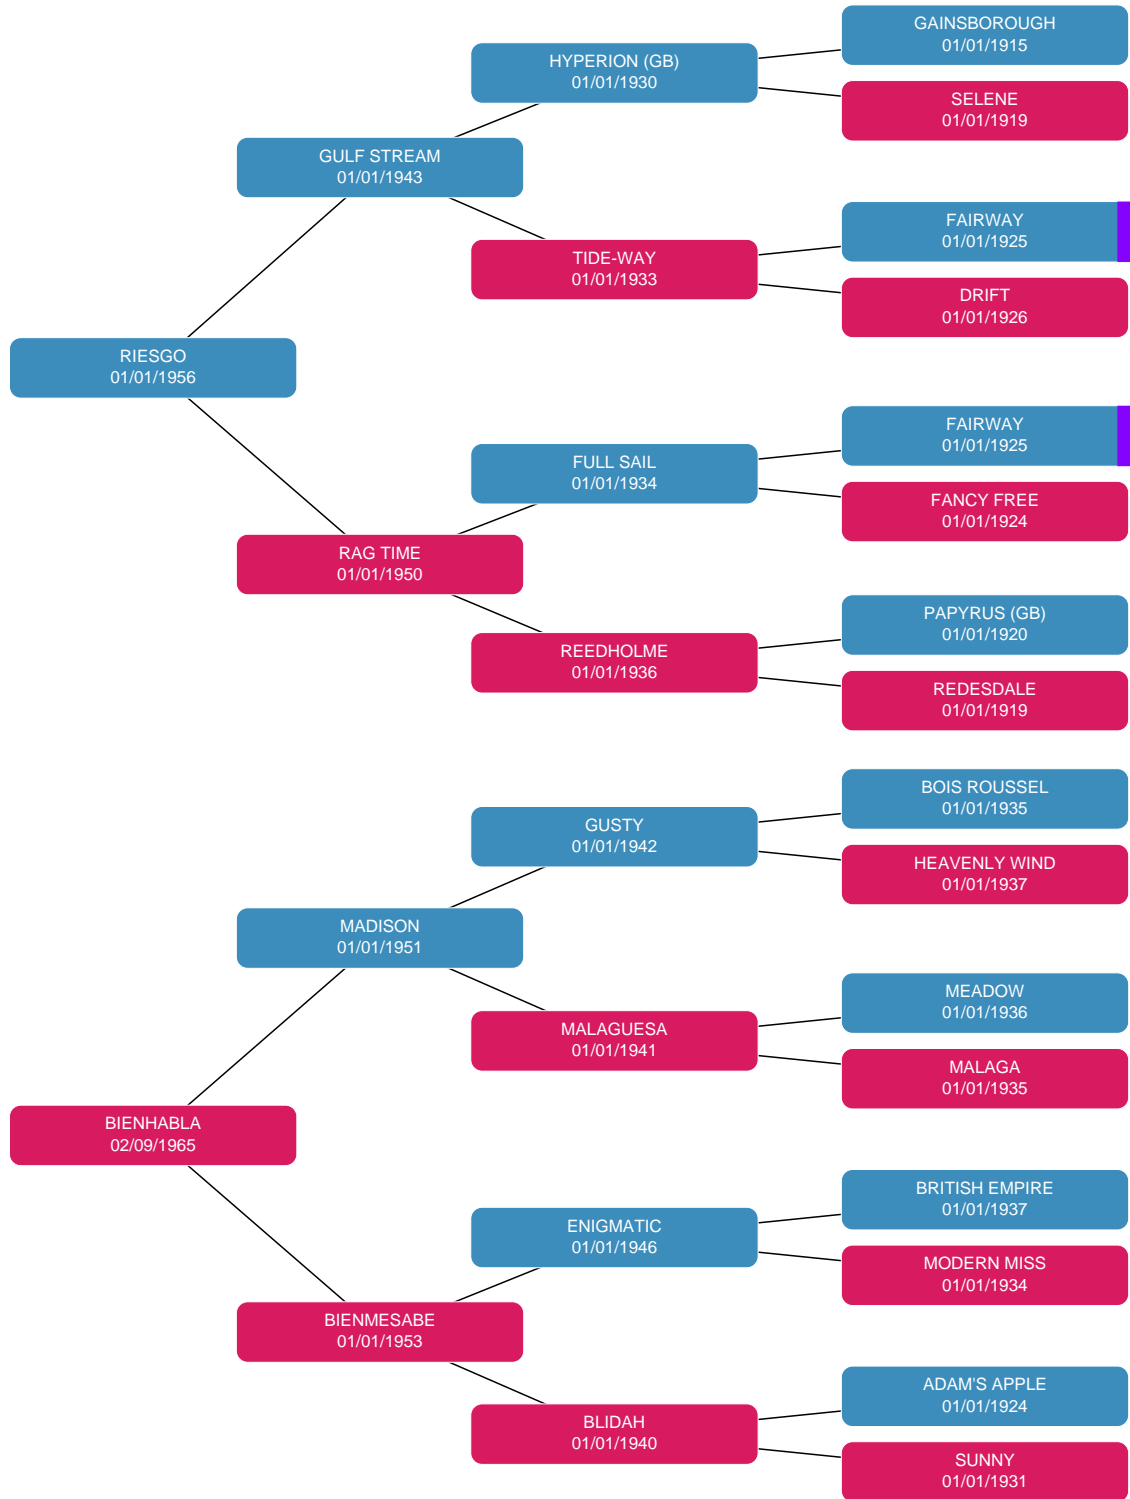 GAINSBOROUGH
01/01/1915
HYPERION (GB)
01/01/1930
SELENE
01/01/1919
GULF STREAM
01/01/1943
FAIRWAY
01/01/1925
TIDE-WAY
01/01/1933
DRIFT
01/01/1926
RIESGO
01/01/1956
FAIRWAY
01/01/1925
FULL SAIL
01/01/1934
FANCY FREE
01/01/1924
RAG TIME
01/01/1950
PAPYRUS (GB)
01/01/1920
REEDHOLME
01/01/1936
REDESDALE
01/01/1919
BOIS ROUSSEL
01/01/1935
GUSTY
01/01/1942
HEAVENLY WIND
01/01/1937
MADISON
01/01/1951
MEADOW
01/01/1936
MALAGUESA
01/01/1941
MALAGA
01/01/1935
BIENHABLA
02/09/1965
BRITISH EMPIRE
01/01/1937
ENIGMATIC
01/01/1946
MODERN MISS
01/01/1934
BIENMESABE
01/01/1953
ADAM'S APPLE
01/01/1924
BLIDAH
01/01/1940
SUNNY
01/01/1931